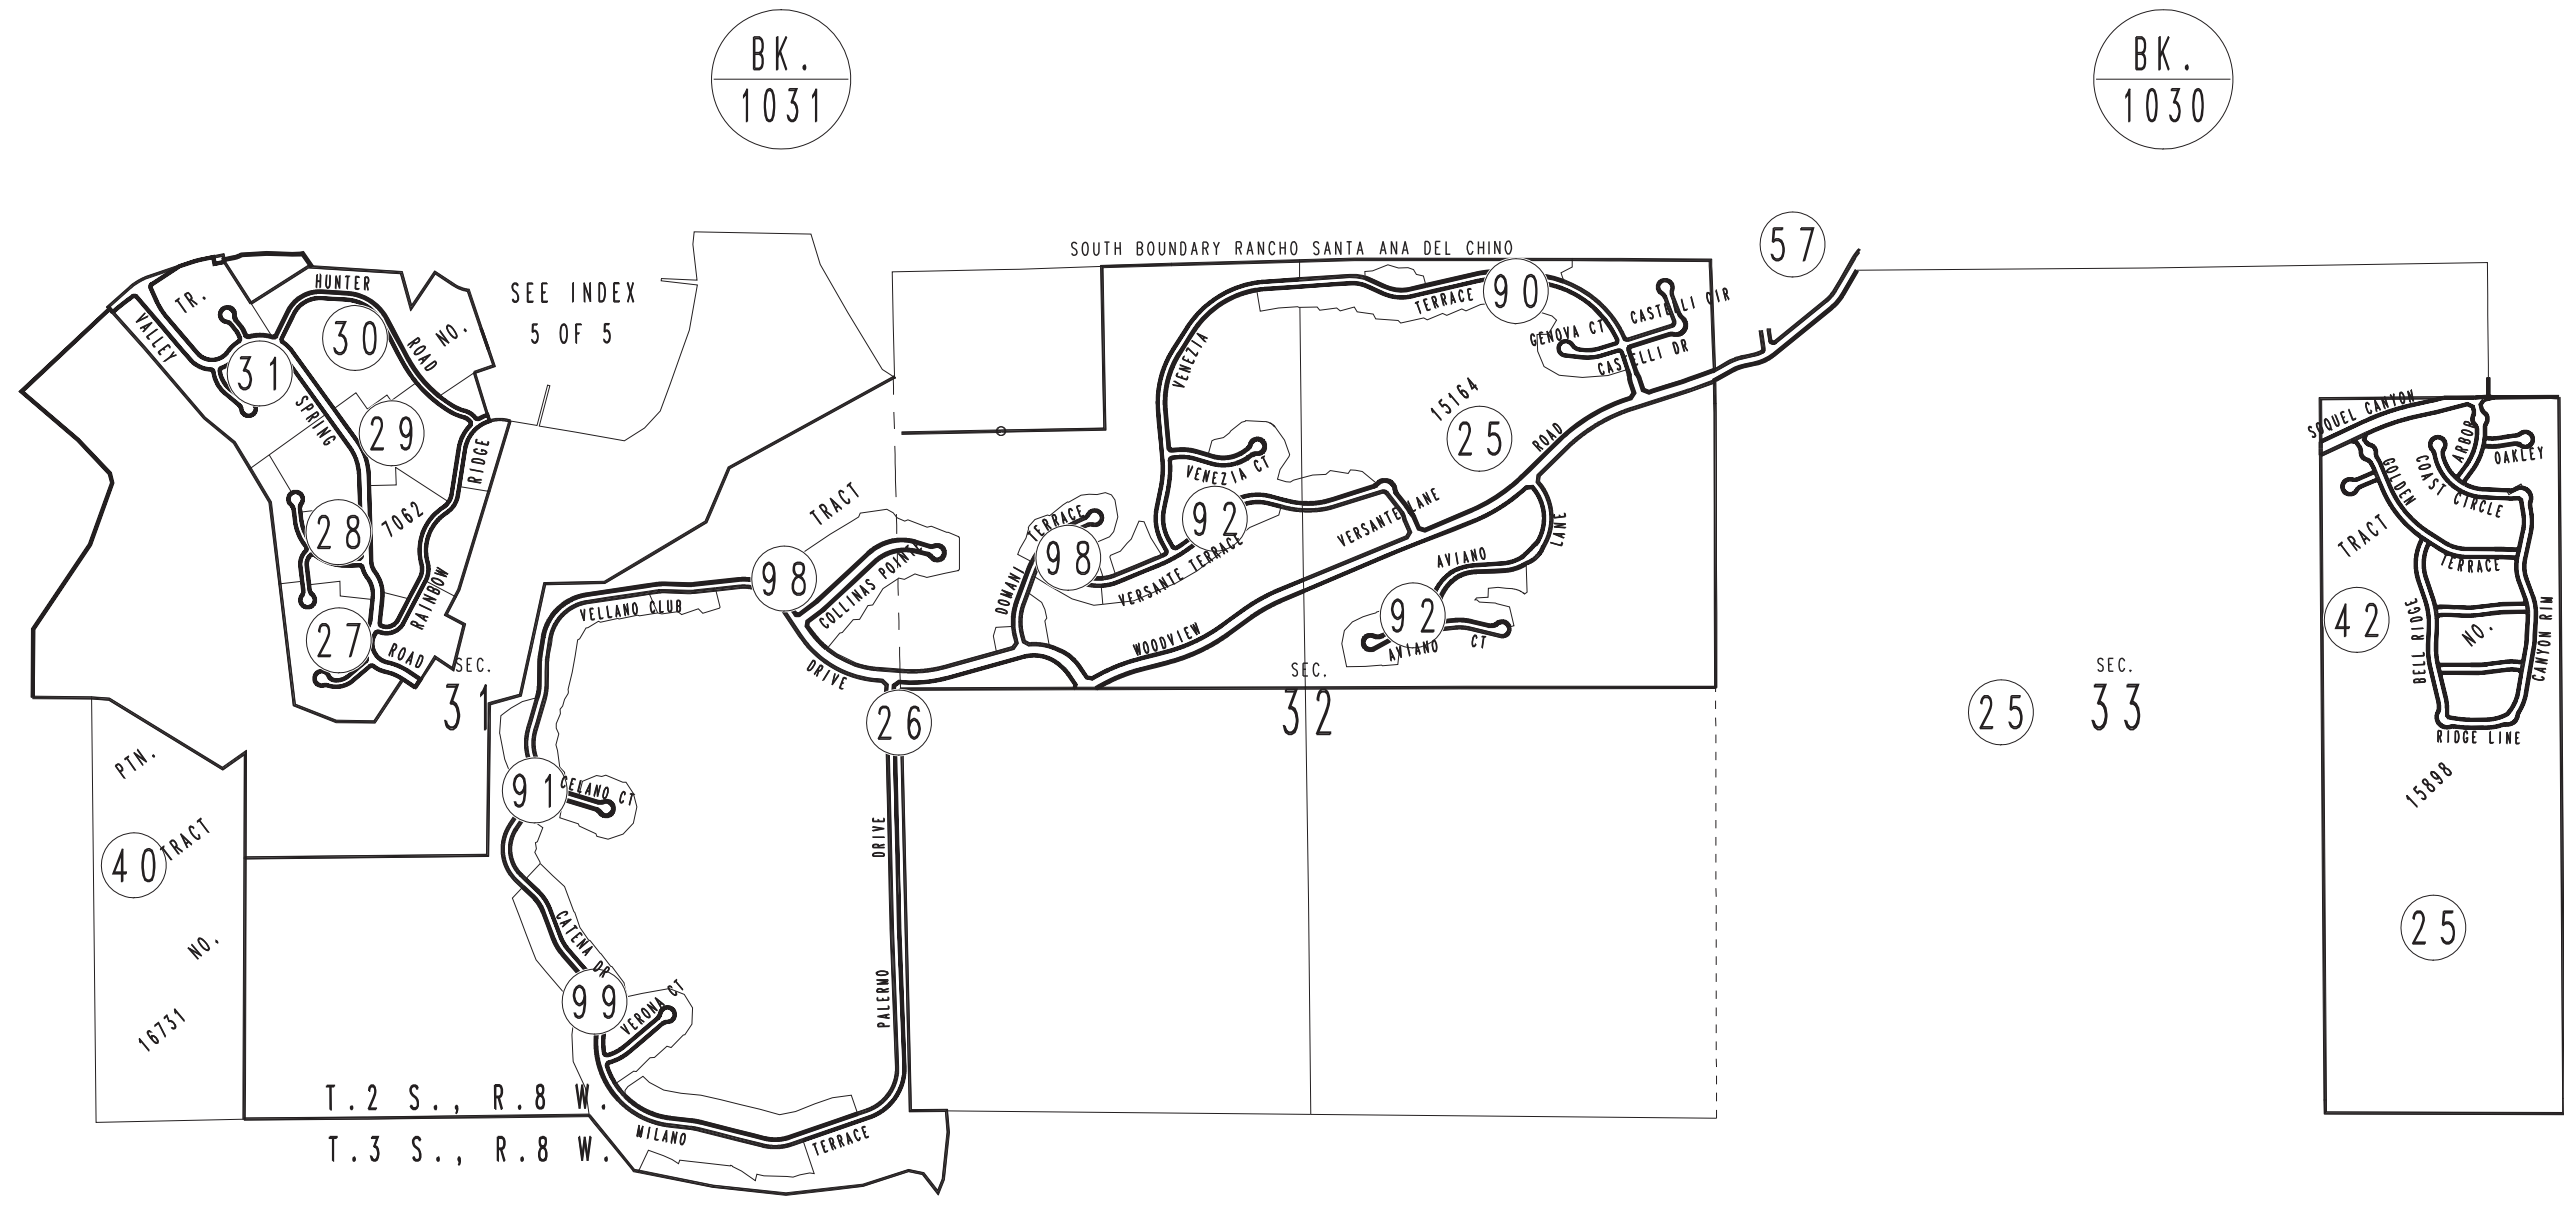 BK.
1031
BK.
1030
57
SOUTH BOUNDARY RANCHO SANTA ANA DEL CHINO
SEE INDEX
5 OF 5
TR.
HUNTER
ROAD
NO.
VALLEY
SPRING
31
30
29
28
27
7062
RIDGE
RAINBOW
ROAD
SEC.
31
90
TERRACE
VENEZIA
GENOVA CT
CASTELLI CIR
CASTELLI DR
15164
25
ROAD
VENEZIA CT
92
VERSANTE LANE
VERSANTE TERRACE
TERRACE
98
DOMANI
AVIANO
LANE
92
AVIANO CT
WOODVIEW
SEC.
32
TRACT
98
COLLINAS POINTE
VELLANO CLUB
DRIVE
26
91
CELANO CT
CATENA DR
99
VERONA CT
DRIVE
PALERMO
MILANO
TERRACE
PTN.
TRACT
40
NO.
16731
T.2 S., R.8 W.
T.3 S., R.8 W.
25
SEC.
33
SOQUEL CANYON
GOLDEN
COAST CIRCLE
ARBOR
OAKLEY
TRACT
TERRACE
42
BELL RIDGE
NO.
CANYON RIM
RIDGE LINE
15898
25